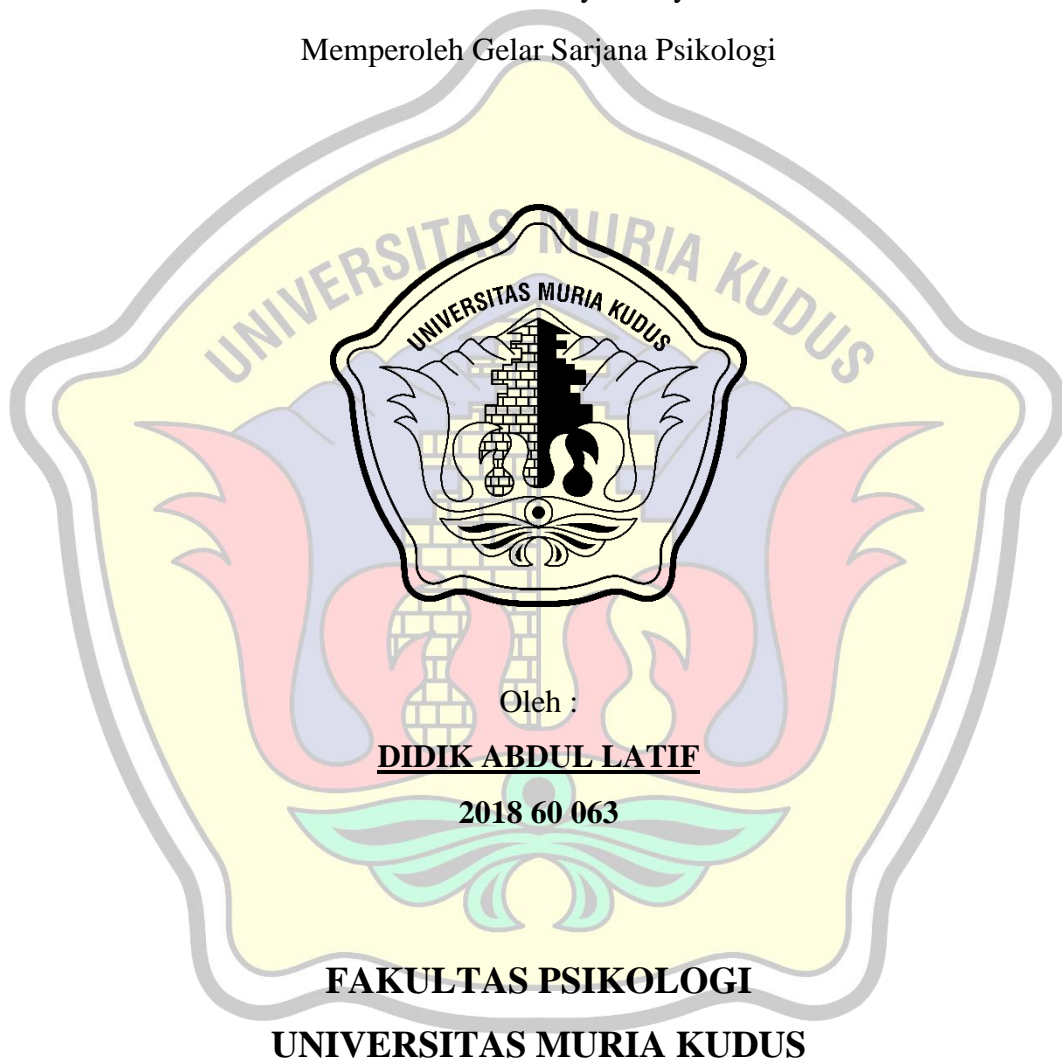 Memperoleh Gelar Sarjana Psikologi
UNIVERSITAS MURIA KUDUS
UNIVERSITAS MURIA KUDUS
Oleh :
DIDIK ABDUL LATIF
2018 60 063
FAKULTAS PSIKOLOGI
UNIVERSITAS MURIA KUDUS